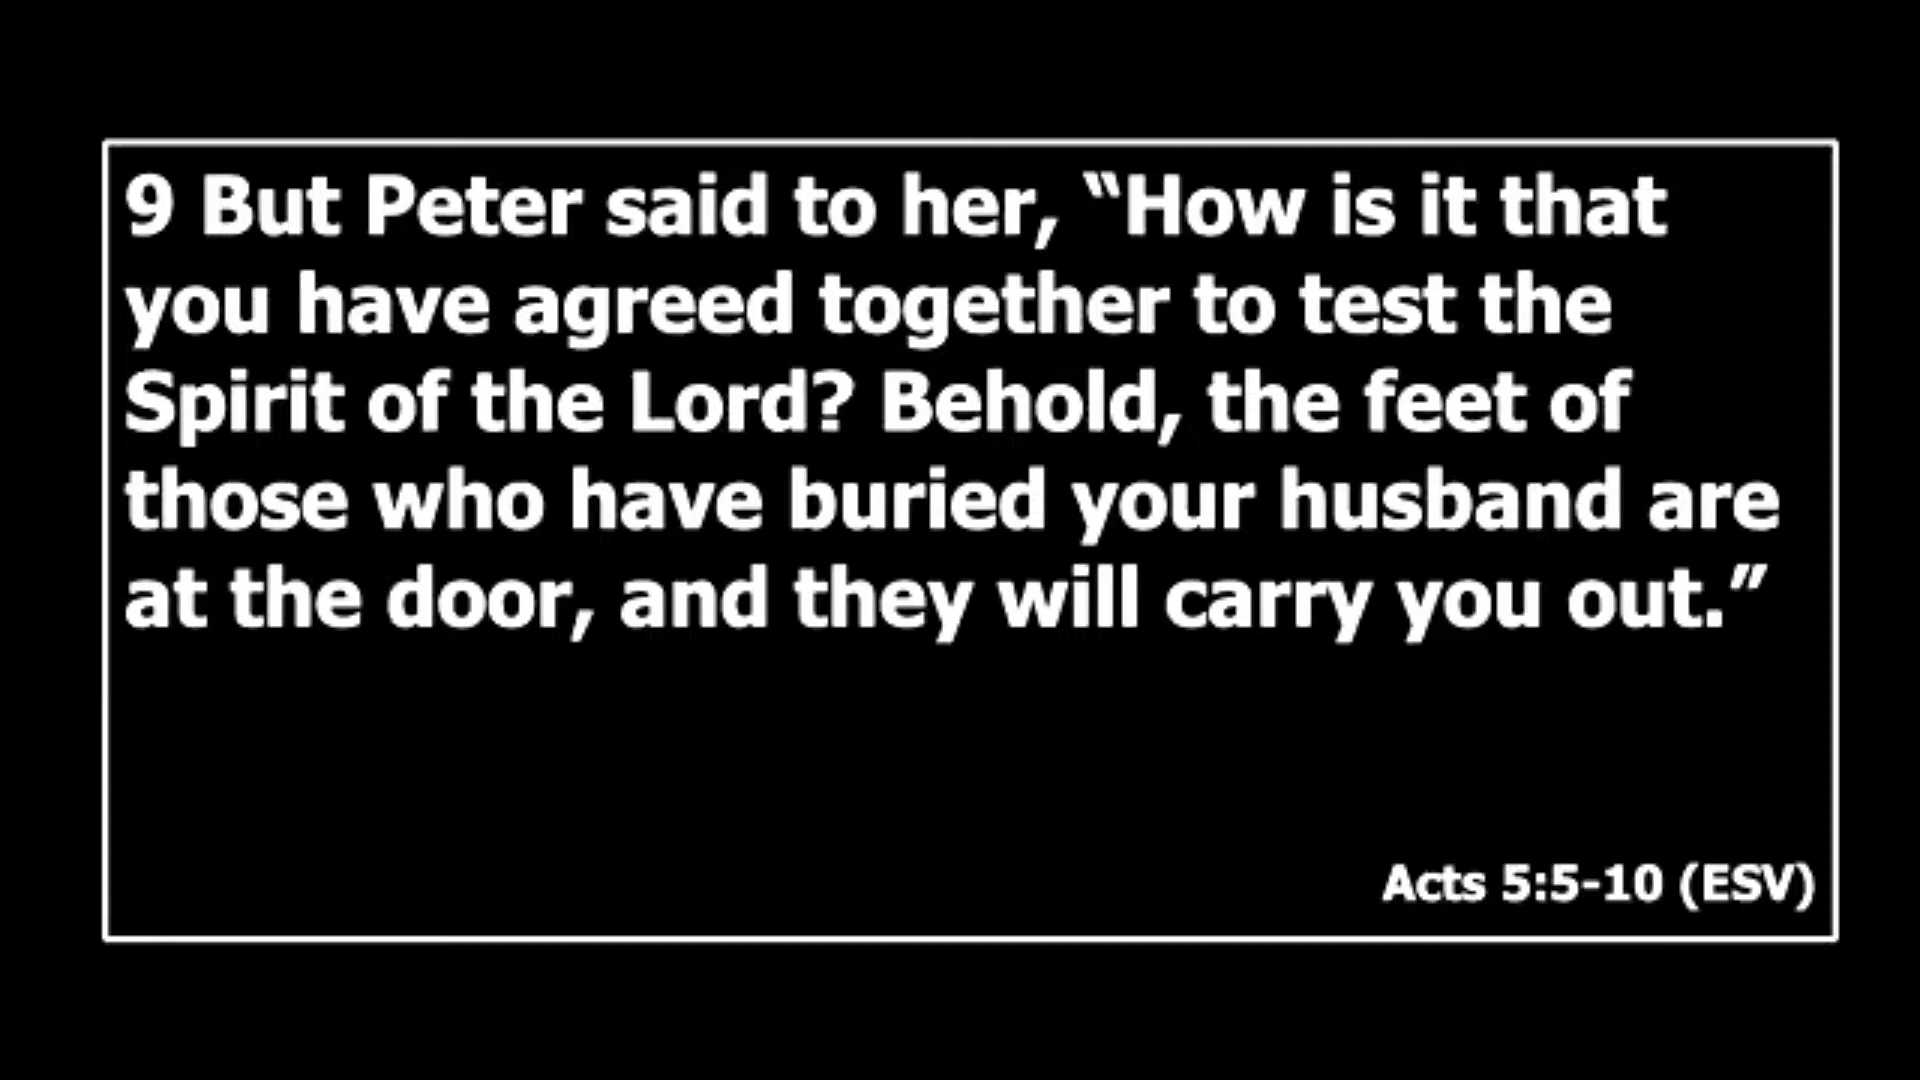 9 But Peter said to her, “How is it that
you have agreed together to test the
Spirit of the Lord? Behold, the feet of
those who have buried your husband are
at the door, and they will carry you out.”
Acts 5:5-10 (ESV)